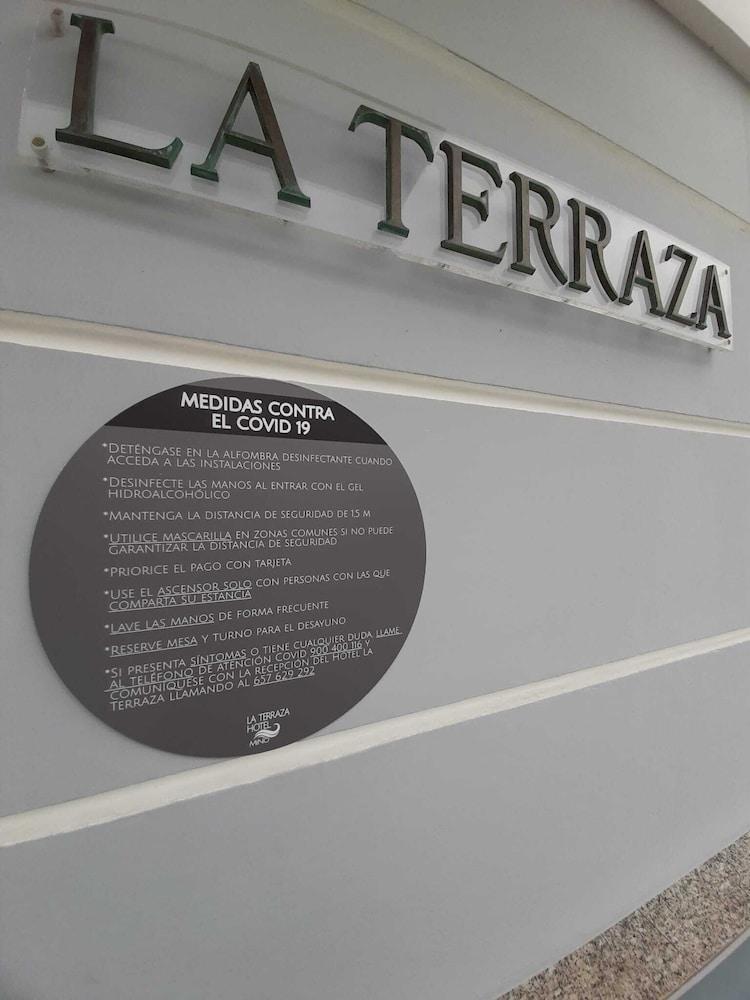 LA TERRAZA
MEDIDAS CONTRA
EL COVID 19
*DETÉNGASE EN LA ALFOMBRA DESINFECTANTE CUANDO
ACCEDA A LAS INSTALACIONES
*DESINFECTE LAS MANOS AL ENTRAR CON EL GEL
HIDROALCOHÓLICO
*MANTENGA LA DISTANCIA DE SEGURIDAD DE 1.5 M
*UTILICE MASCARILLA EN ZONAS COMUNES SI NO PUEDE
GARANTIZAR LA DISTANCIA DE SEGURIDAD
*PRIORICE EL PAGO CON TARJETA
*USE EL ASCENSOR SOLO CON PERSONAS CON LAS QUE
COMPARTA SU ESTANCIA
*LAVE LAS MANOS DE FORMA FRECUENTE
*RESERVE MESA Y TURNO PARA EL DESAYUNO
*SI PRESENTA SÍNTOMAS O TIENE CUALQUIER DUDA LLAME
AL TELÉFONO DE ATENCIÓN COVID 900 400 116 Y
COMUNÍQUESE CON LA RECEPCIÓN DEL HOTEL LA
TERRAZA LLAMANDO AL 657 629 292
LA TERRAZA
HOTEL
MIÑO